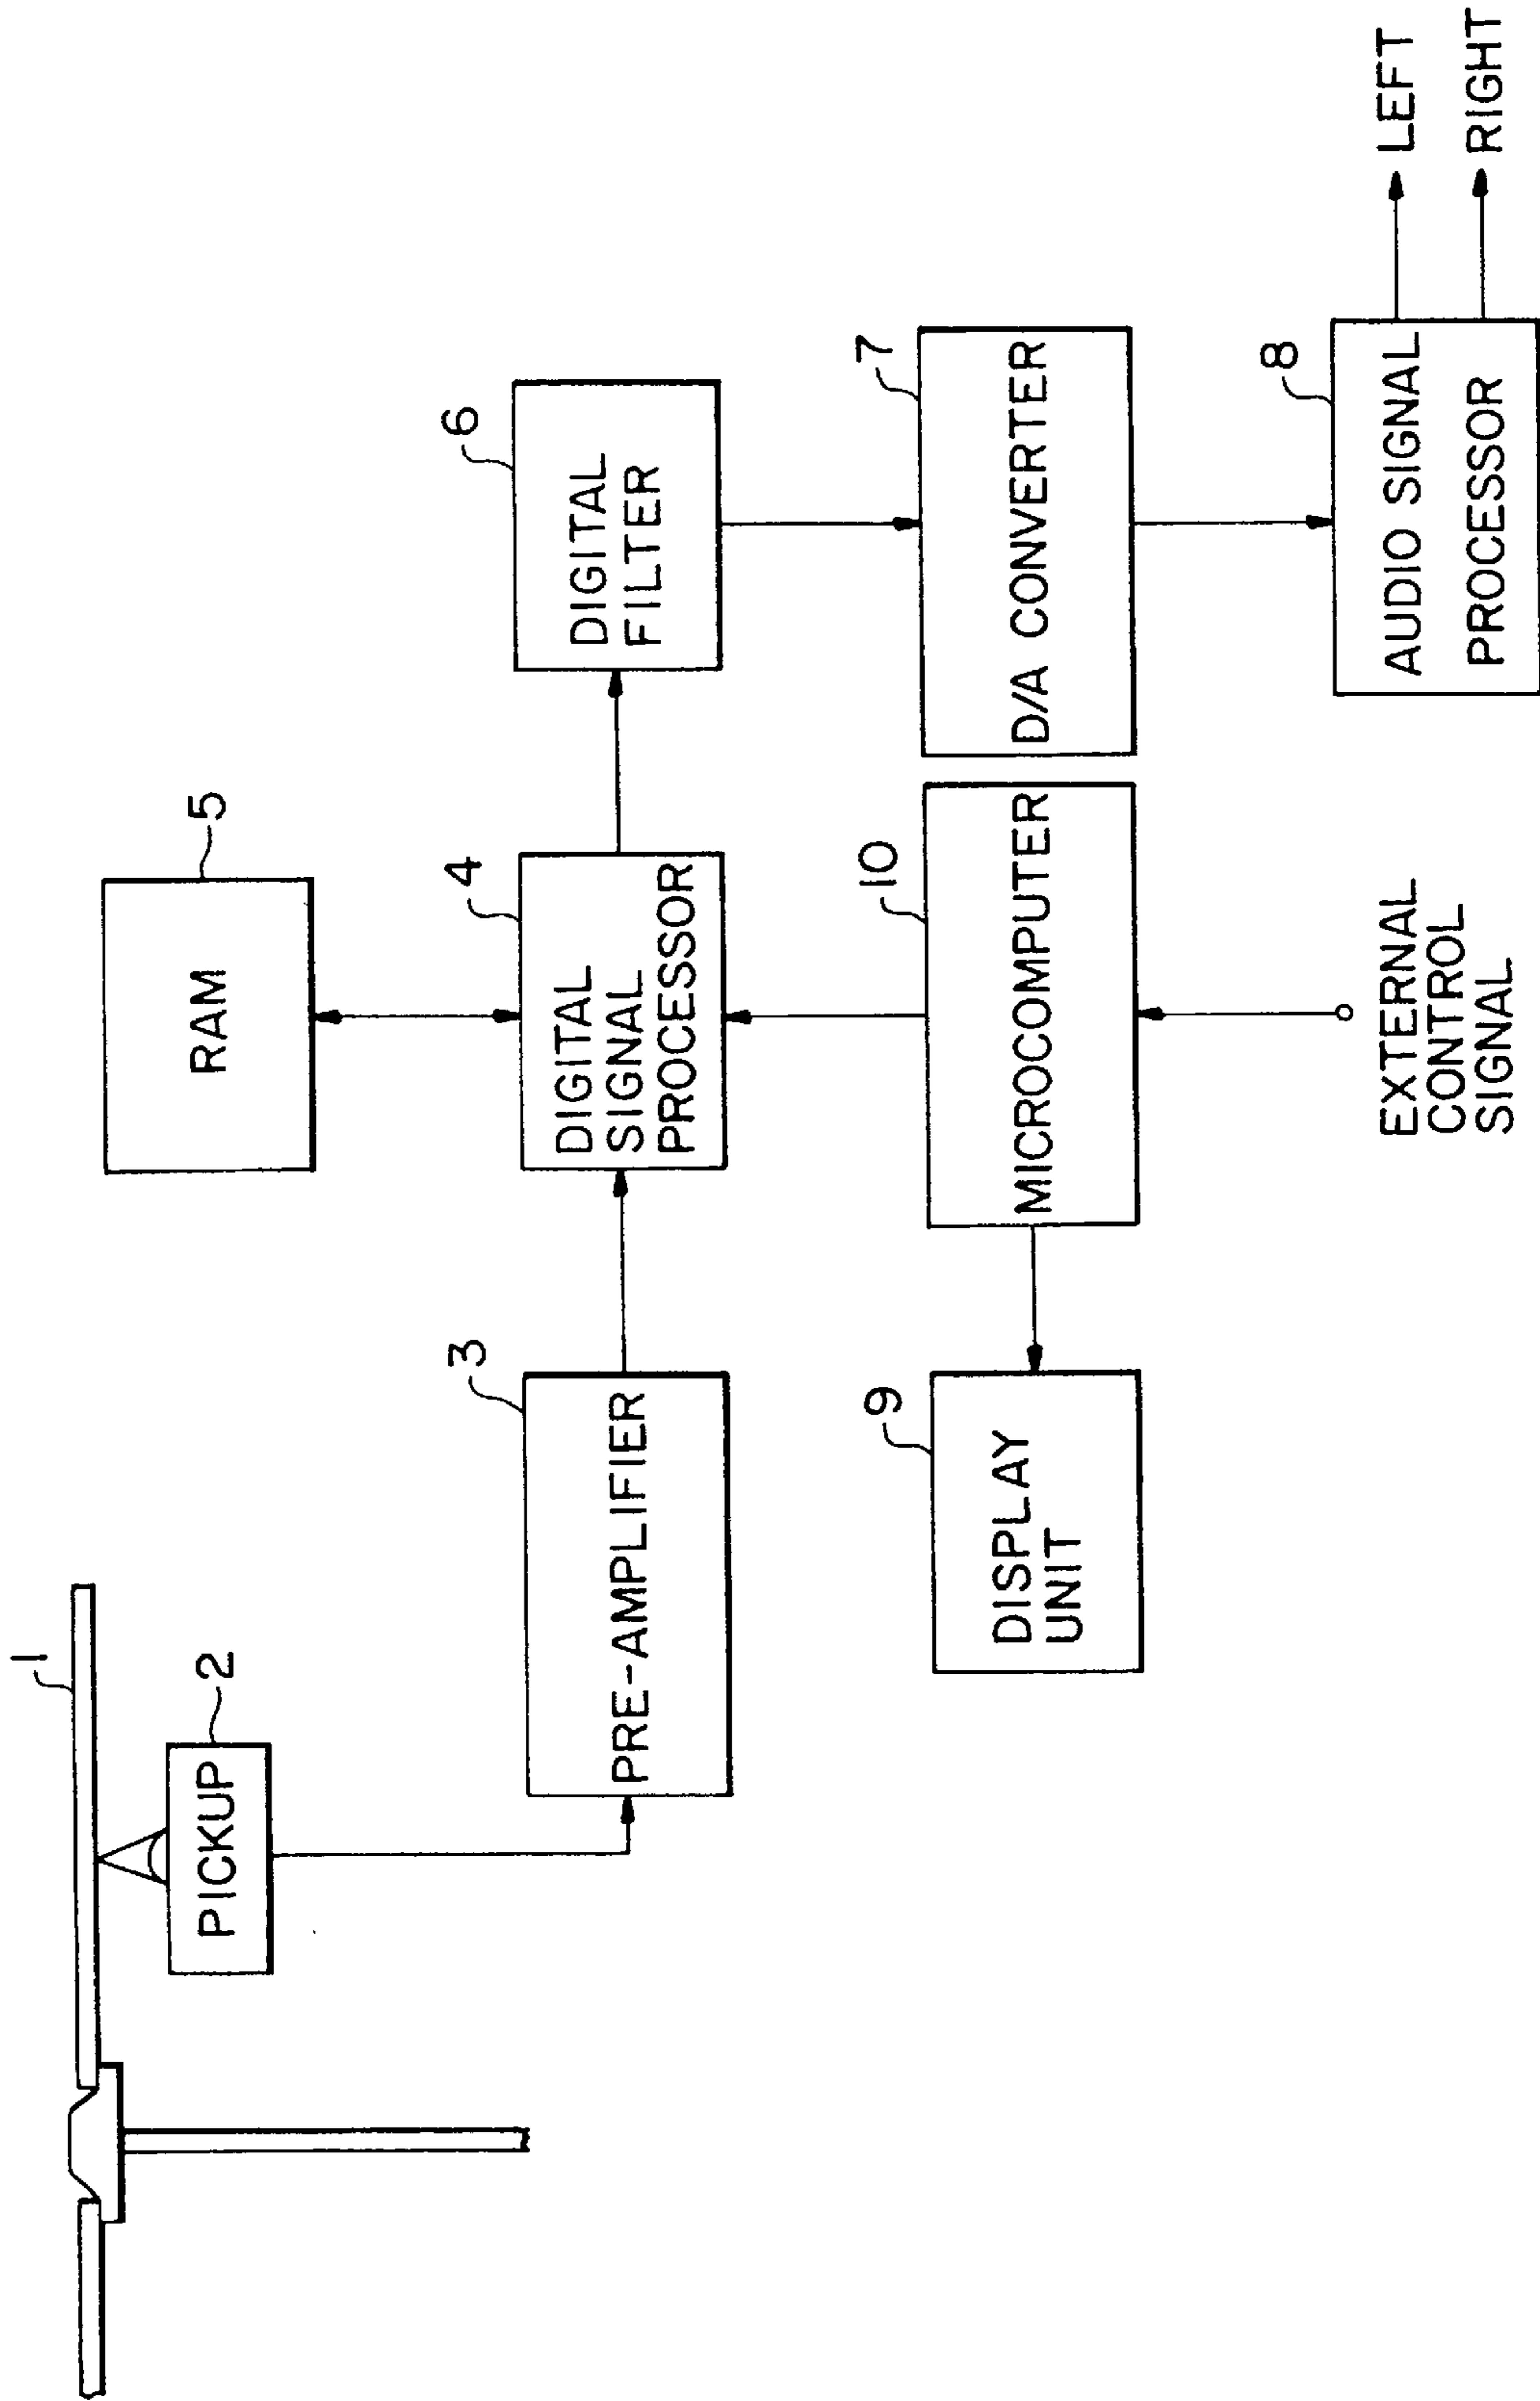 1
PICKUP
2
PRE-AMPLIFIER
3
RAM
5
DIGITAL
SIGNAL
PROCESSOR
4
DIGITAL
FILTER
6
DISPLAY
UNIT
9
MICROCOMPUTER
10
D/A CONVERTER
7
EXTERNAL
CONTROL
SIGNAL
AUDIO SIGNAL
PROCESSOR
8
LEFT
RIGHT